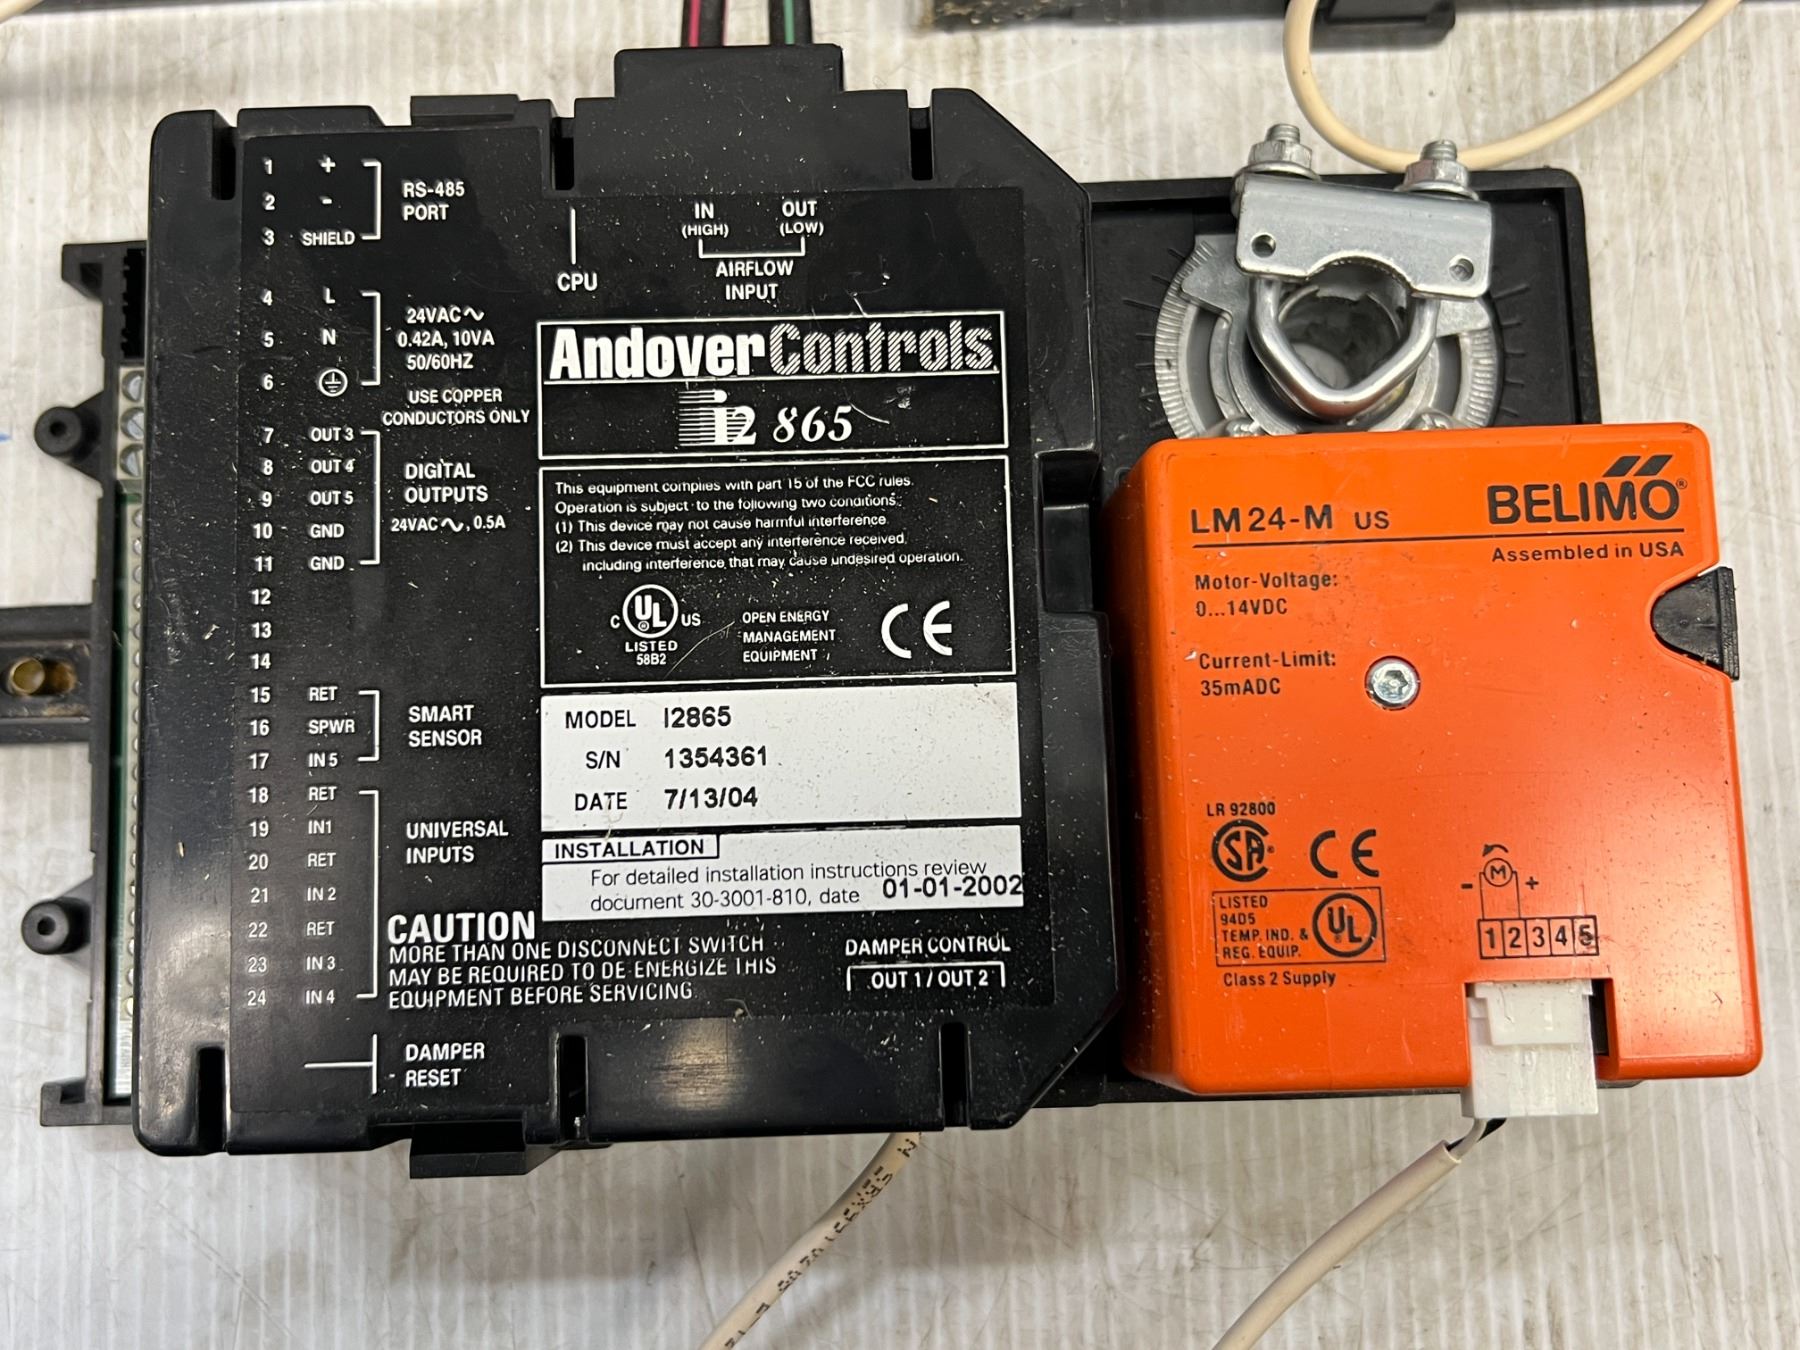 1 +
2 -
3 SHIELD
RS-485
PORT
4 L
5 N
6
24VAC∿
0.42A, 10VA
50/60HZ
USE COPPER
CONDUCTORS ONLY
7 OUT 3
8 OUT 4
9 OUT 5
10 GND
11 GND
DIGITAL
OUTPUTS
24VAC∿, 0.5A
12
13
14
15 RET
16 SPWR
17 IN 5
SMART
SENSOR
18 RET
19 IN1
20 RET
21 IN 2
22 RET
23 IN 3
24 IN 4
UNIVERSAL
INPUTS
CAUTION
MORE THAN ONE DISCONNECT SWITCH
MAY BE REQUIRED TO DE-ENERGIZE THIS
EQUIPMENT BEFORE SERVICING
DAMPER
RESET
CPU
IN
(HIGH)
OUT
(LOW)
AIRFLOW
INPUT
Andover Controls
i2 865
This equipment complies with part 15 of the FCC rules.
Operation is subject to the following two conditions:
(1) This device may not cause harmful interference
(2) This device must accept any interference received,
including interference that may cause undesired operation.
C UL ® US
LISTED
58B2
OPEN ENERGY
MANAGEMENT
EQUIPMENT
CE
MODEL I2865
S/N 1354361
DATE 7/13/04
INSTALLATION
For detailed installation instructions review
document 30-3001-810, date 01-01-2002
DAMPER CONTROL
OUT 1 / OUT 2
BELIMO®
LM24-M US
Assembled in USA
Motor-Voltage:
0...14VDC
Current-Limit:
35mADC
LR 92800
SA CE
LISTED
94D5
TEMP. IND. &
REG. EQUIP.
UL
Class 2 Supply
M
- +
1 2 3 4 5